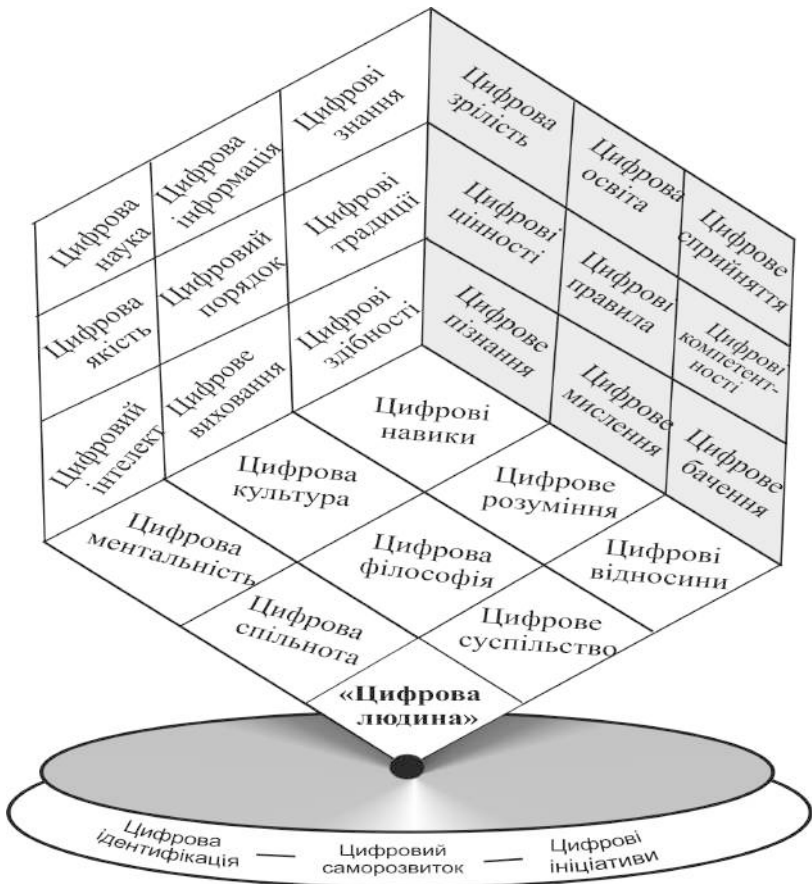 Цифрова
наука
Цифрова
інформація
Цифрові
знання
Цифрова
якість
Цифровий
порядок
Цифрові
традиції
Цифровий
інтелект
Цифрове
виховання
Цифрові
здібності
Цифрова
зрілість
Цифрова
освіта
Цифрове
сприйняття
Цифрові
цінності
Цифрові
правила
Цифрові
компетент-
ності
Цифрове
пізнання
Цифрове
мислення
Цифрове
бачення
Цифрові
навики
Цифрова
культура
Цифрове
розуміння
Цифрова
ментальність
Цифрова
філософія
Цифрові
відносини
Цифрова
спільнота
Цифрове
суспільство
«Цифрова
людина»
Цифрова
ідентифікація
Цифровий
саморозвиток
Цифрові
ініціативи